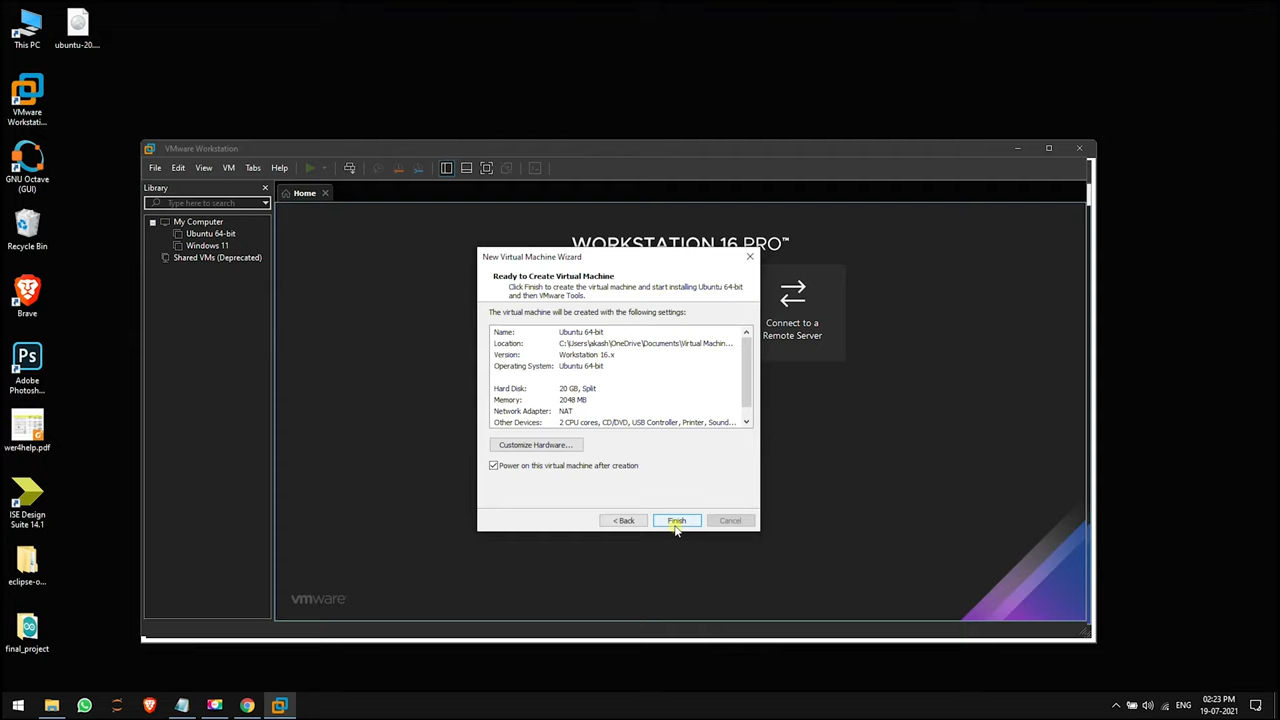 This PC
ubuntu-20....
VMware
Workstati...
GNU Octave
(GUI)
Recycle Bin
Brave
Ps
Adobe
Photosh...
wer4help.pdf
ISE Design
Suite 14.1
eclipse-o...
final_project
VMware Workstation
File Edit View VM Tabs Help
Library
Type here to search
My Computer
Ubuntu 64-bit
Windows 11
Shared VMs (Deprecated)
Home
WORKSTATION 16 PRO™
Connect to a
Remote Server
vmware
New Virtual Machine Wizard
Ready to Create Virtual Machine
Click Finish to create the virtual machine and start installing Ubuntu 64-bit
and then VMware Tools.
The virtual machine will be created with the following settings:
Name: Ubuntu 64-bit
Location: C:\Users\akash\OneDrive\Documents\Virtual Machin...
Version: Workstation 16.x
Operating System: Ubuntu 64-bit
Hard Disk: 20 GB, Split
Memory: 2048 MB
Network Adapter: NAT
Other Devices: 2 CPU cores, CD/DVD, USB Controller, Printer, Sound...
Customize Hardware...
Power on this virtual machine after creation
< Back Finish Cancel
ENG
02:23 PM
19-07-2021